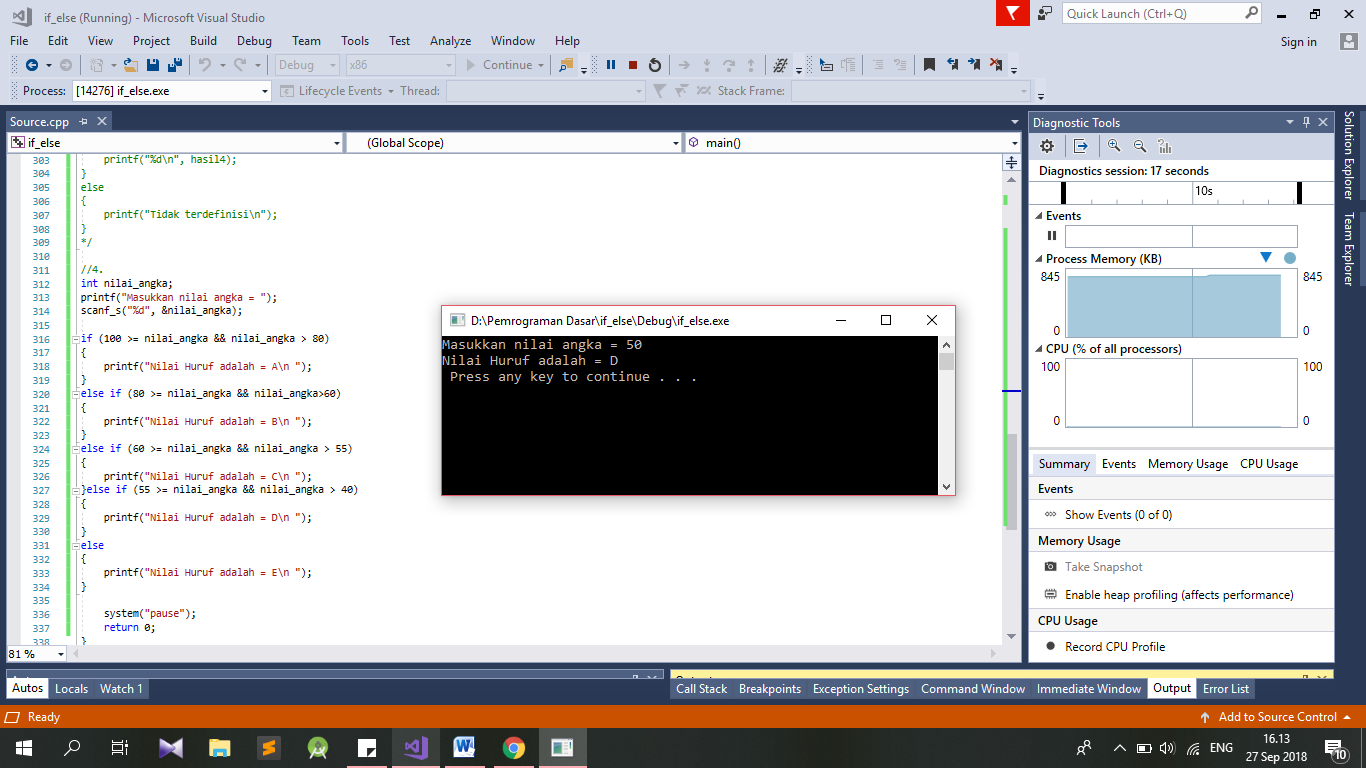 if_else (Running) - Microsoft Visual Studio
Quick Launch (Ctrl+Q)
File Edit View Project Build Debug Team Tools Test Analyze Window Help
Sign in
Debug x86 Continue
Process: [14276] if_else.exe Lifecycle Events Thread: Stack Frame:
Source.cpp
if_else (Global Scope) main()
303 printf("%d\n", hasil4);
304 }
305 else
306 {
307 printf("Tidak terdefinisi\n");
308 }
309 */
310
311 //4.
312 int nilai_angka;
313 printf("Masukkan nilai angka = ");
314 scanf_s("%d", &nilai_angka);
315
316 if (100 >= nilai_angka && nilai_angka > 80)
317 {
318 printf("Nilai Huruf adalah = A\n ");
319 }
320 else if (80 >= nilai_angka && nilai_angka>60)
321 {
322 printf("Nilai Huruf adalah = B\n ");
323 }
324 else if (60 >= nilai_angka && nilai_angka > 55)
325 {
326 printf("Nilai Huruf adalah = C\n ");
327 }else if (55 >= nilai_angka && nilai_angka > 40)
328 {
329 printf("Nilai Huruf adalah = D\n ");
330 }
331 else
332 {
333 printf("Nilai Huruf adalah = E\n ");
334 }
335
336 system("pause");
337 return 0;
338 }
81 %
D:\Pemrograman Dasar\if_else\Debug\if_else.exe
Masukkan nilai angka = 50
Nilai Huruf adalah = D
Press any key to continue . . .
Diagnostic Tools
Diagnostics session: 17 seconds
10s
Events
Process Memory (KB)
845 845
0 0
CPU (% of all processors)
100 100
0 0
Summary Events Memory Usage CPU Usage
Events
Show Events (0 of 0)
Memory Usage
Take Snapshot
Enable heap profiling (affects performance)
CPU Usage
Record CPU Profile
Solution Explorer
Team Explorer
Autos Locals Watch 1
Call Stack Breakpoints Exception Settings Command Window Immediate Window Output Error List
Ready
Add to Source Control
ENG
16.13
27 Sep 2018
10